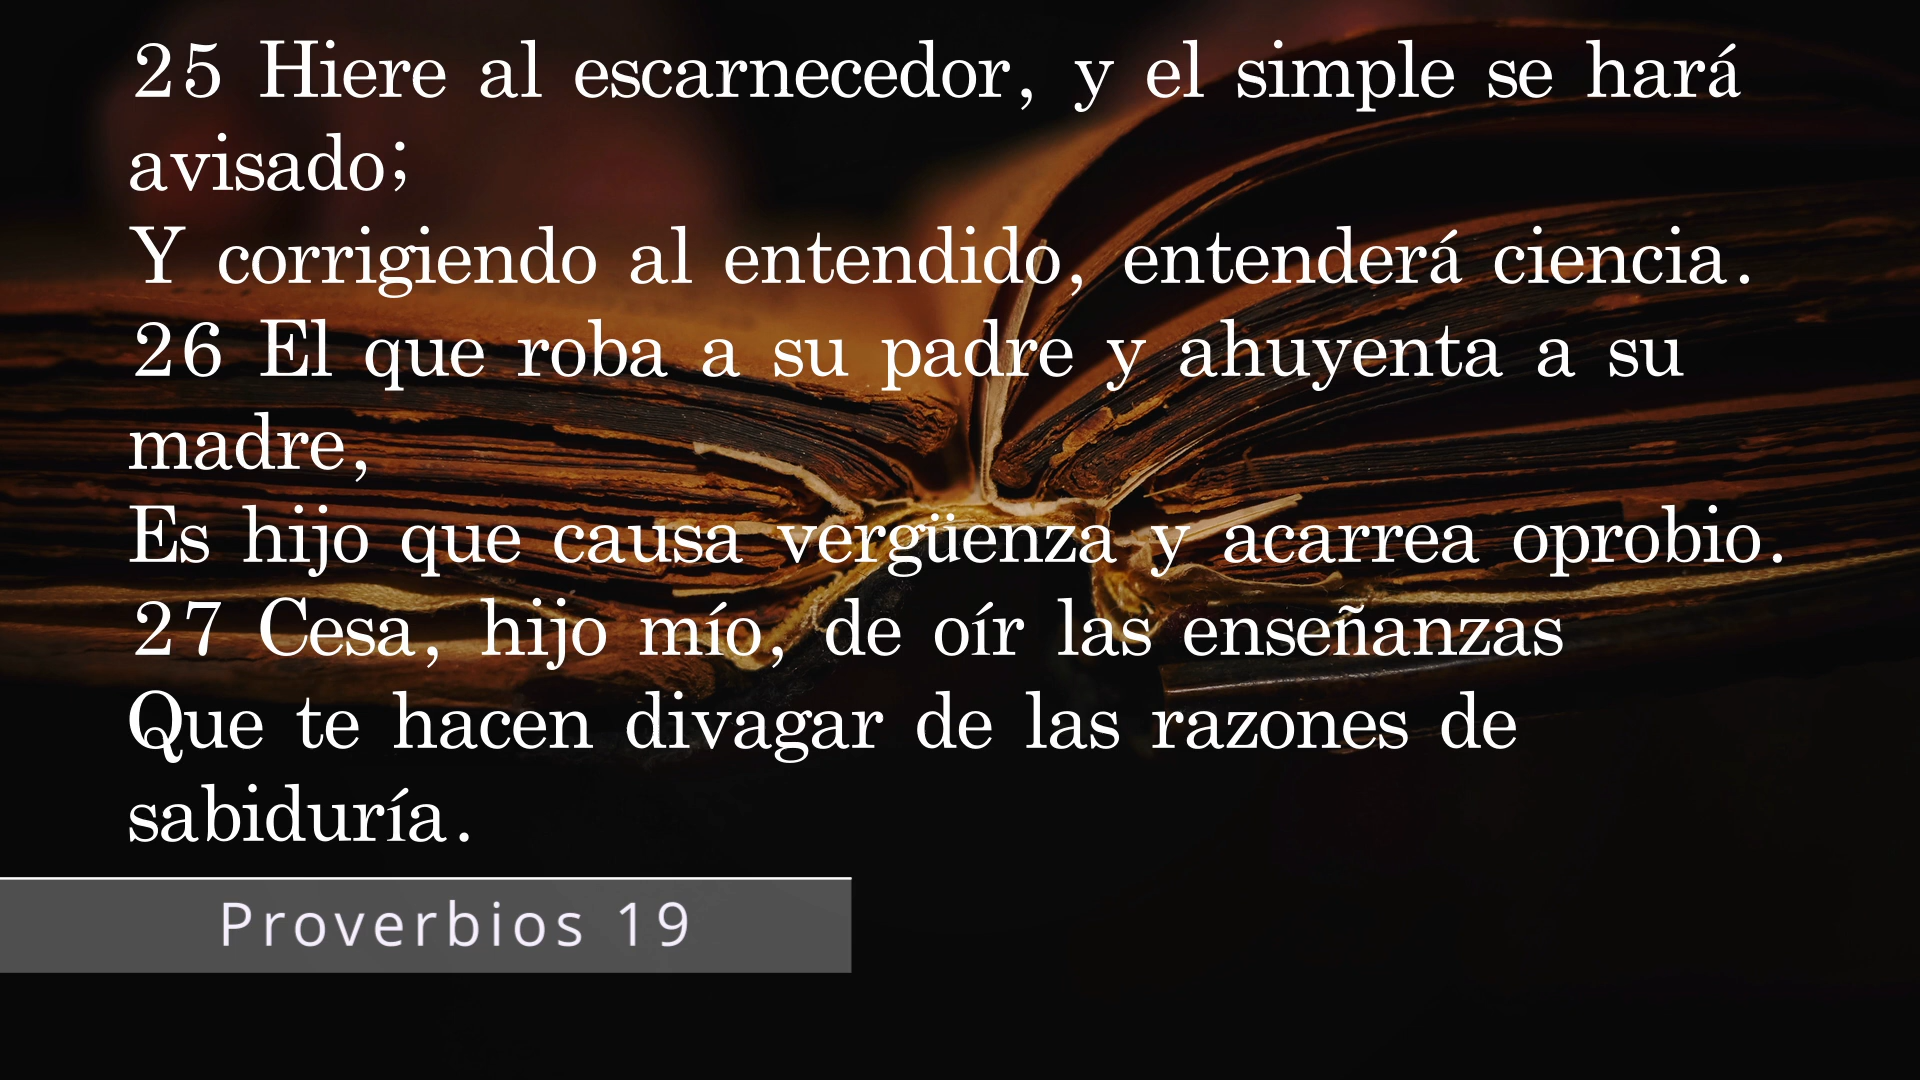 25 Hiere al escarnecedor, y el simple se hará
avisado;
Y corrigiendo al entendido, entenderá ciencia.
26 El que roba a su padre y ahuyenta a su
madre,
Es hijo que causa vergüenza y acarrea oprobio.
27 Cesa, hijo mío, de oír las enseñanzas
Que te hacen divagar de las razones de
sabiduría.
Proverbios 19